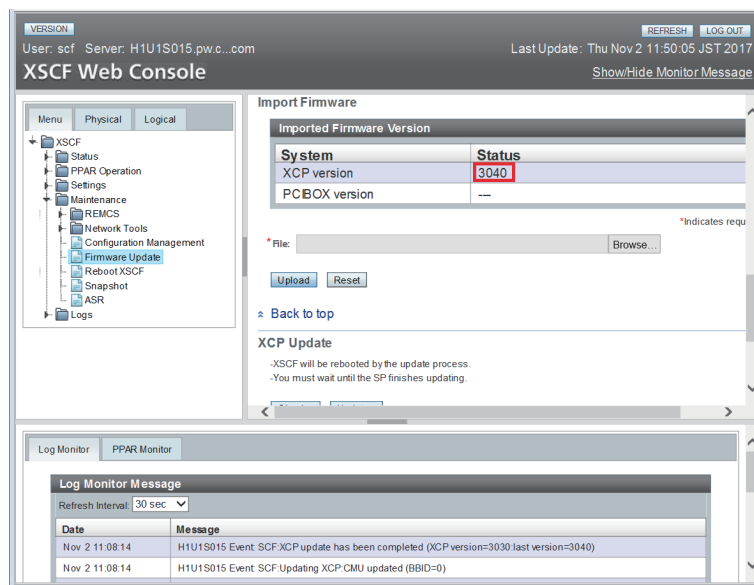 VERSION
REFRESH LOG OUT
User: scf Server: H1U1S015.pw.c...com
Last Update: Thu Nov 2 11:50:05 JST 2017
XSCF Web Console
Show/Hide Monitor Message
Menu Physical Logical
XSCF
Status
PPAR Operation
Settings
Maintenance
REMCS
Network Tools
Configuration Management
Firmware Update
Reboot XSCF
Snapshot
ASR
Logs
Import Firmware
Imported Firmware Version
System Status
XCP version 3040
PCIBOX version ---
*Indicates requ
* File: Browse...
Upload Reset
Back to top
XCP Update
-XSCF will be rebooted by the update process.
-You must wait until the SP finishes updating.
Log Monitor PPAR Monitor
Log Monitor Message
Refresh Interval: 30 sec
Date Message
Nov 2 11:08:14 H1U1S015 Event: SCF:XCP update has been completed (XCP version=3030:last version=3040)
Nov 2 11:08:14 H1U1S015 Event: SCF:Updating XCP:CMU updated (BBID=0)